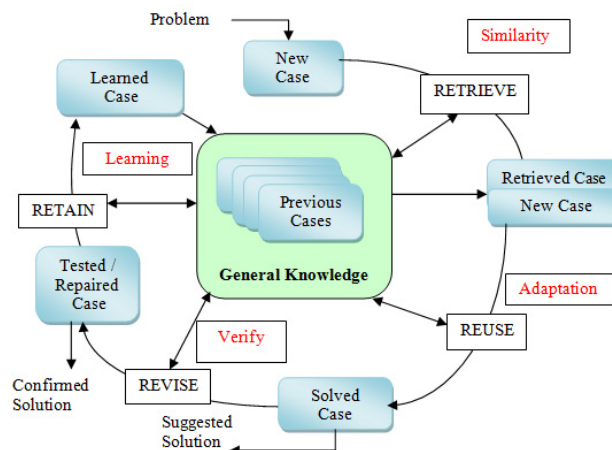 Problem
Similarity
New
Case
Learned
Case
RETRIEVE
Learning
Previous
Cases
Retrieved Case
New Case
RETAIN
General Knowledge
Tested /
Repaired
Case
Adaptation
Verify
REUSE
Confirmed
Solution
REVISE
Solved
Case
Suggested
Solution